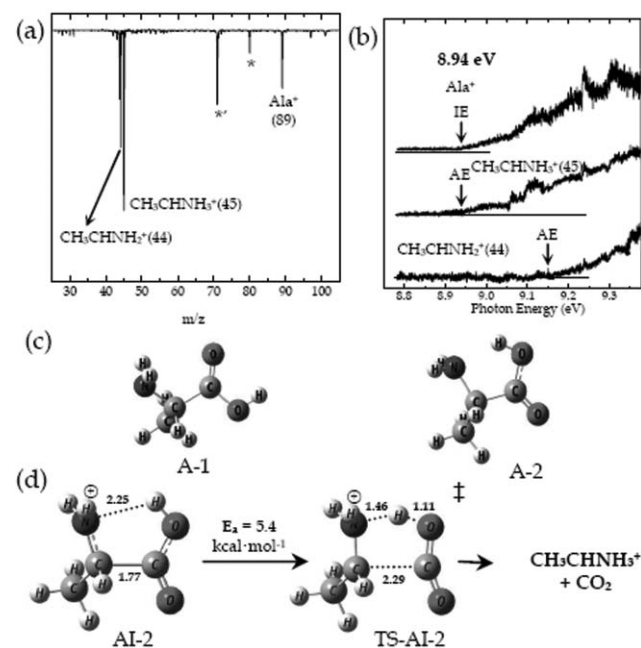 (a)
*
*'
Ala⁺
(89)
CH₃CHNH₃⁺(45)
CH₃CHNH₂⁺(44)
30 40 50 60 70 80 90 100
m/z
(b)
8.94 eV
Ala⁺
IE
CH₃CHNH₃⁺(45)
AE
CH₃CHNH₂⁺(44)
AE
8.8 8.9 9.0 9.1 9.2 9.3
Photon Energy (eV)
(c)
A-1
A-2
(d)
2.25
1.77
AI-2
Eₐ = 5.4
kcal·mol⁻¹
‡
1.46 1.11
2.29
TS-AI-2
CH₃CHNH₃⁺
+ CO₂